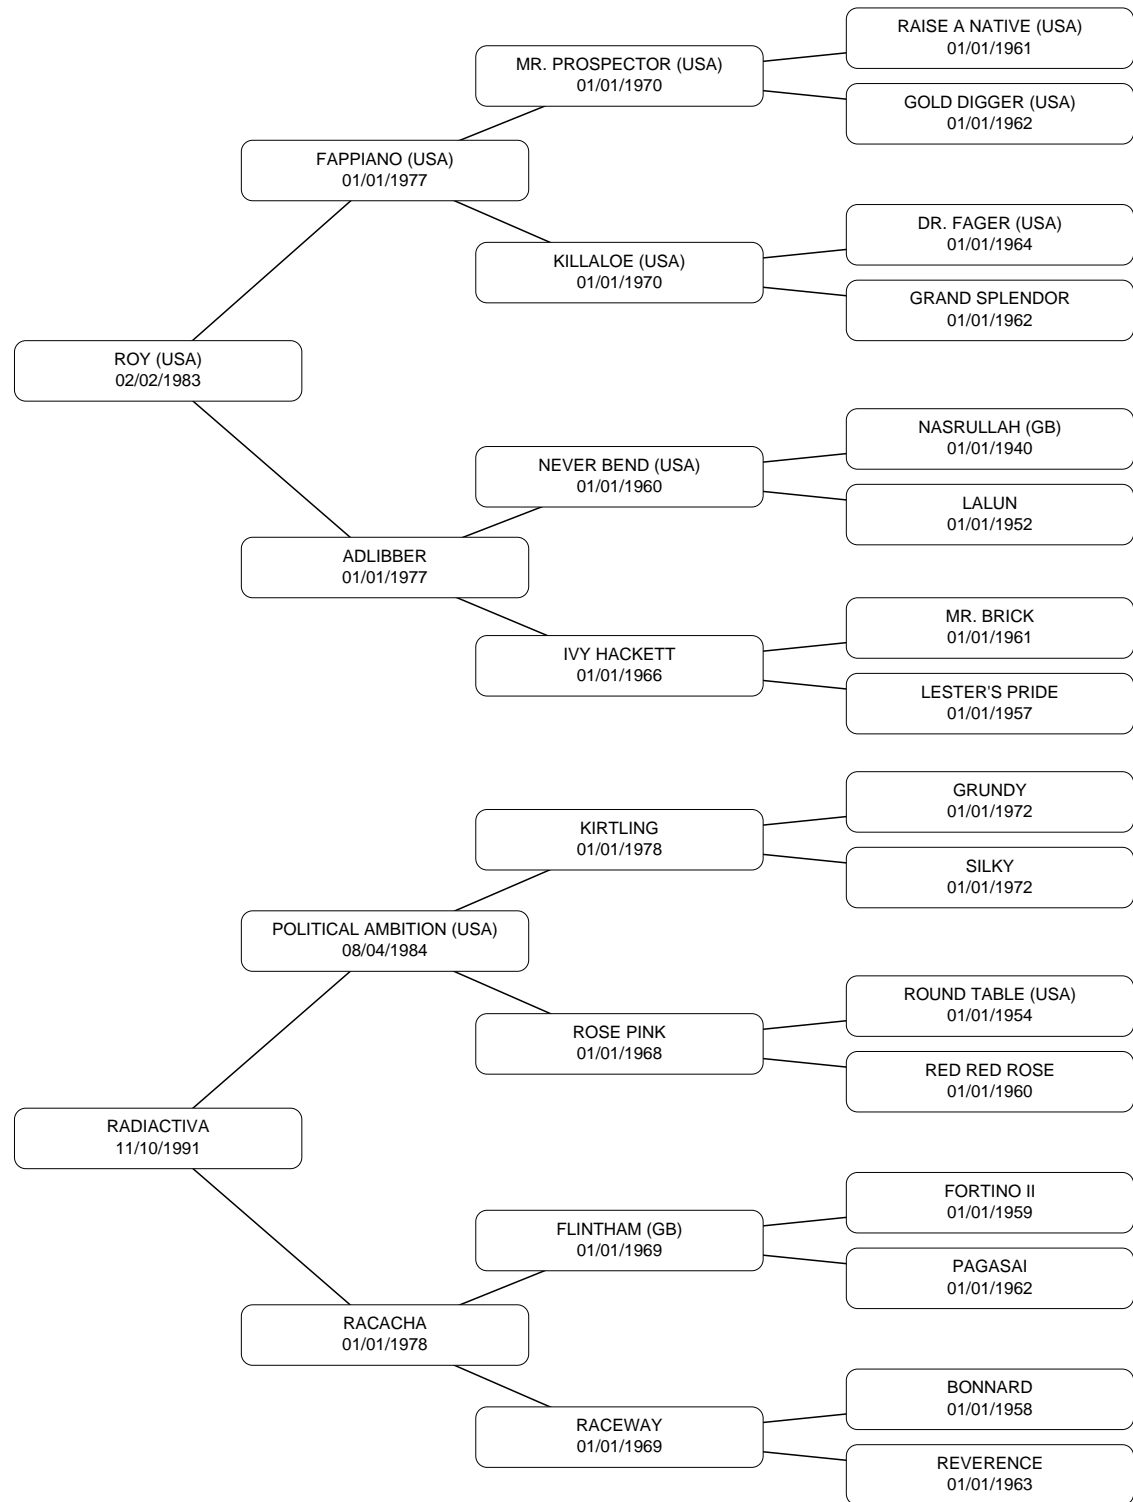 RAISE A NATIVE (USA)
01/01/1961
MR. PROSPECTOR (USA)
01/01/1970
GOLD DIGGER (USA)
01/01/1962
FAPPIANO (USA)
01/01/1977
DR. FAGER (USA)
01/01/1964
KILLALOE (USA)
01/01/1970
GRAND SPLENDOR
01/01/1962
ROY (USA)
02/02/1983
NASRULLAH (GB)
01/01/1940
NEVER BEND (USA)
01/01/1960
LALUN
01/01/1952
ADLIBBER
01/01/1977
MR. BRICK
01/01/1961
IVY HACKETT
01/01/1966
LESTER'S PRIDE
01/01/1957
GRUNDY
01/01/1972
KIRTLING
01/01/1978
SILKY
01/01/1972
POLITICAL AMBITION (USA)
08/04/1984
ROUND TABLE (USA)
01/01/1954
ROSE PINK
01/01/1968
RED RED ROSE
01/01/1960
RADIACTIVA
11/10/1991
FORTINO II
01/01/1959
FLINTHAM (GB)
01/01/1969
PAGASAI
01/01/1962
RACACHA
01/01/1978
BONNARD
01/01/1958
RACEWAY
01/01/1969
REVERENCE
01/01/1963